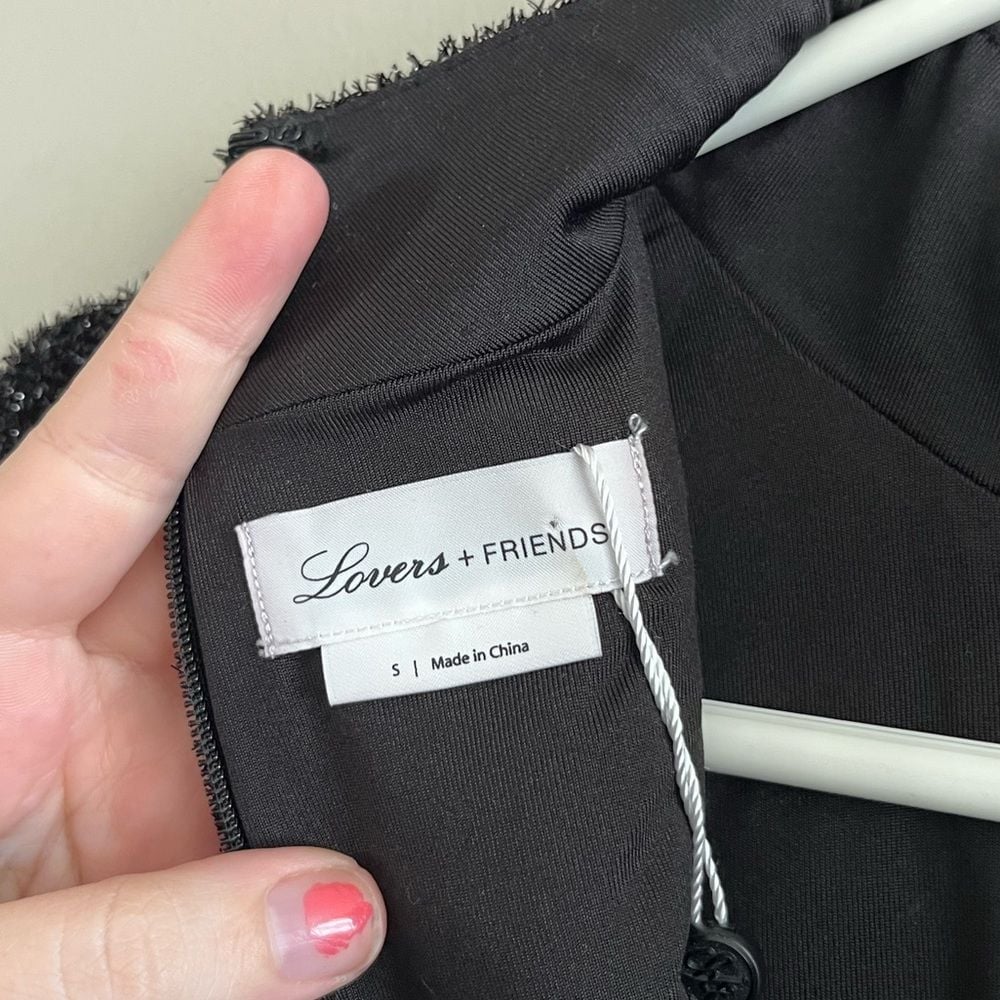 Lovers + FRIENDS
S | Made in China